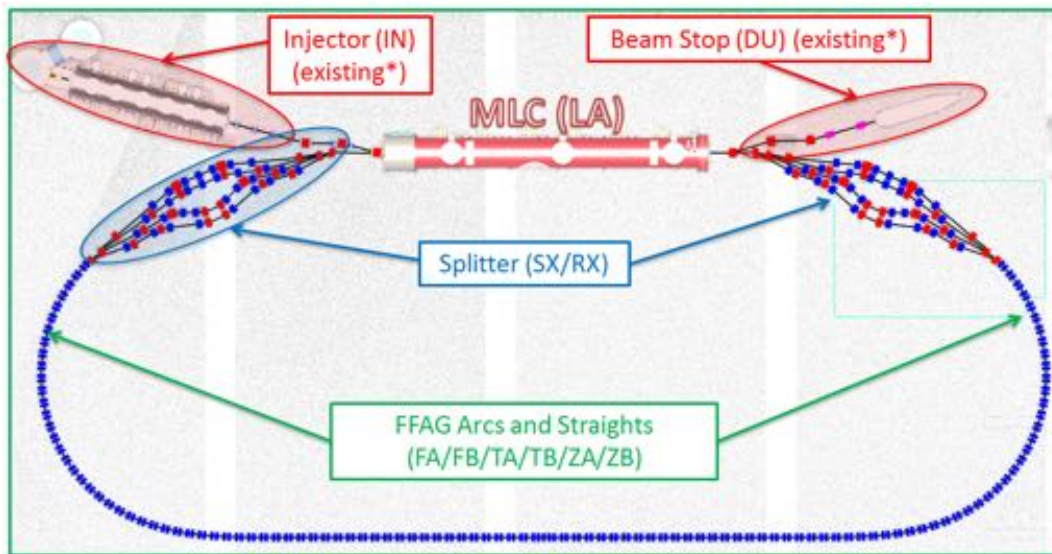 Injector (IN)
(existing*)
Beam Stop (DU) (existing*)
MLC (LA)
Splitter (SX/RX)
FFAG Arcs and Straights
(FA/FB/TA/TB/ZA/ZB)